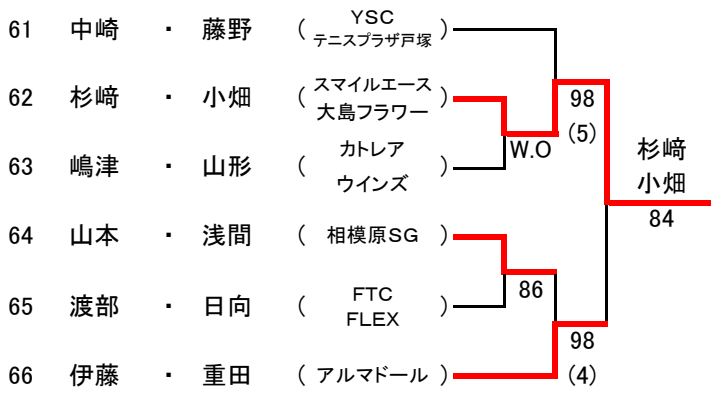 61 中崎 ・ 藤野 ( YSC
テニスプラザ戸塚 )
62 杉﨑 ・ 小畑 ( スマイルエース
大島フラワー )
98
(5)
W.O
63 嶋津 ・ 山形 ( カトレア
ウインズ )
杉﨑
小畑
84
64 山本 ・ 浅間 ( 相模原SG )
86
65 渡部 ・ 日向 ( FTC
FLEX )
98
(4)
66 伊藤 ・ 重田 ( アルマドール )